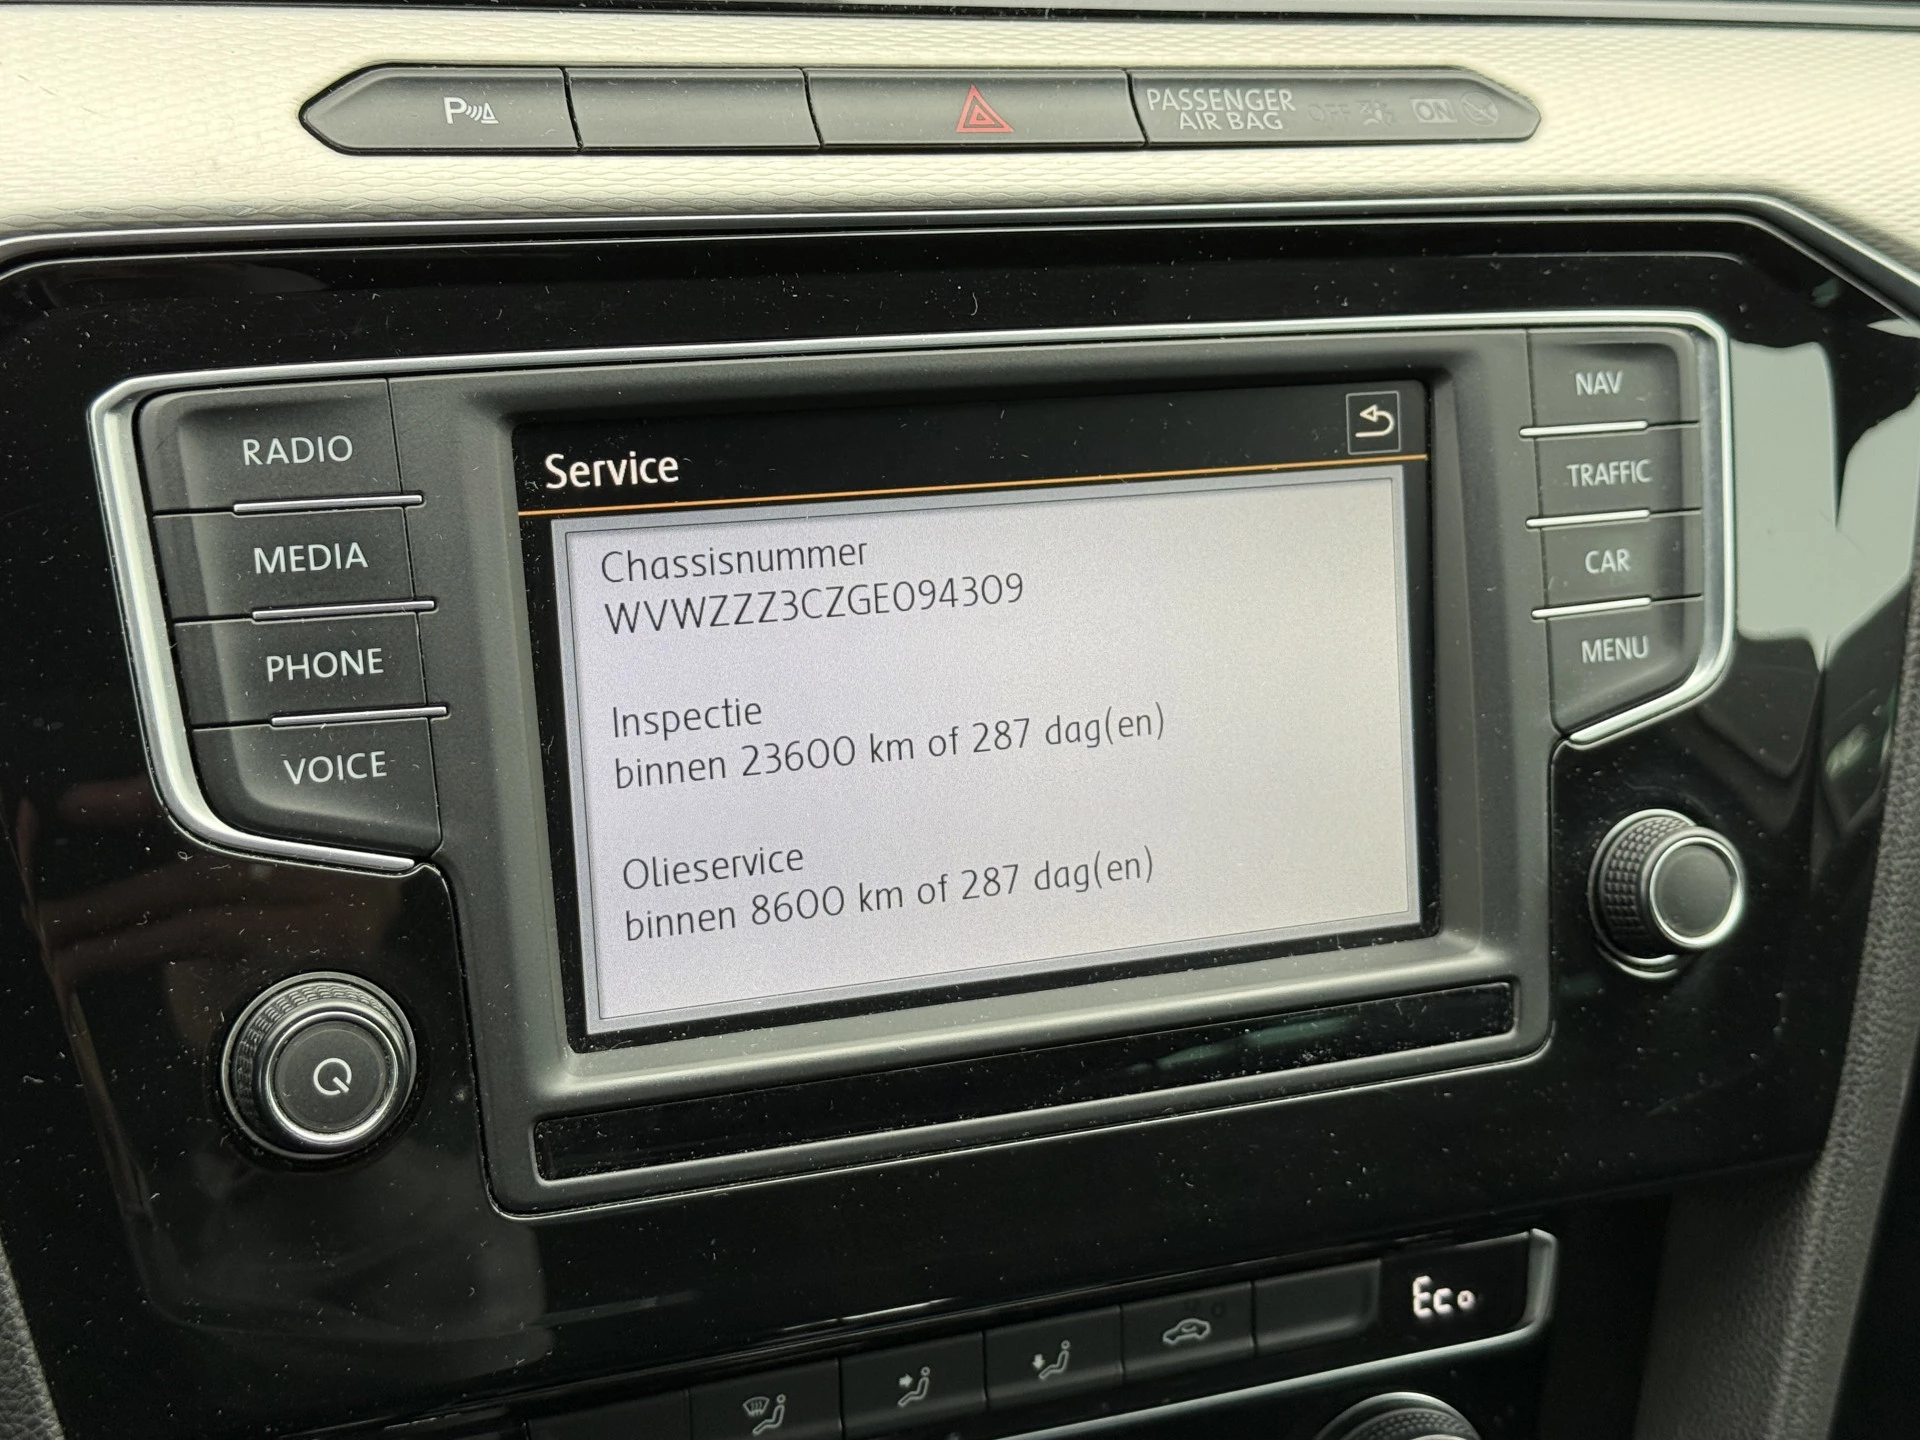 P
PASSENGER
AIR BAG
OFF
ON
RADIO
MEDIA
PHONE
VOICE
NAV
TRAFFIC
CAR
MENU
Service
Chassisnummer
WVWZZZ3CZGE094309
Inspectie
binnen 23600 km of 287 dag(en)
Olieservice
binnen 8600 km of 287 dag(en)
Eco